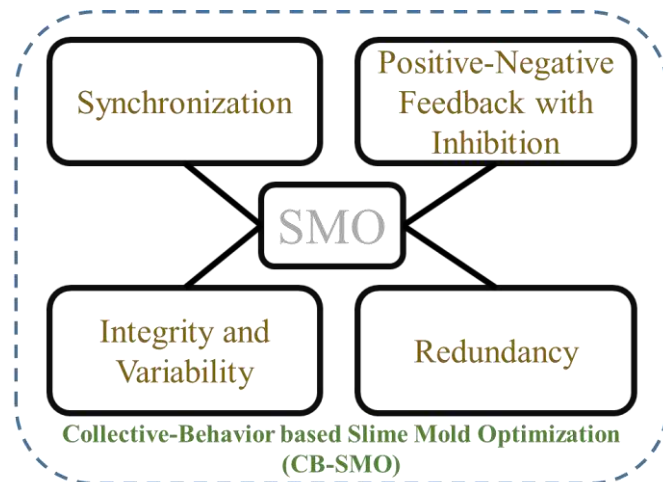 Synchronization
Positive-Negative
Feedback with
Inhibition
SMO
Integrity and
Variability
Redundancy
Collective-Behavior based Slime Mold Optimization
(CB-SMO)